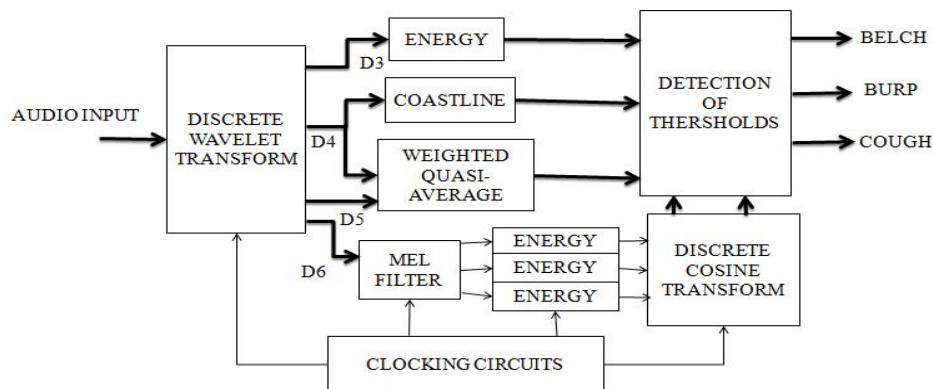 ENERGY
BELCH
D3
DETECTION
OF
THERSHOLDS
COASTLINE
BURP
AUDIO INPUT
DISCRETE
WAVELET
TRANSFORM
D4
COUGH
WEIGHTED
QUASI-
AVERAGE
D5
D6
MEL
FILTER
ENERGY
ENERGY
ENERGY
DISCRETE
COSINE
TRANSFORM
CLOCKING CIRCUITS